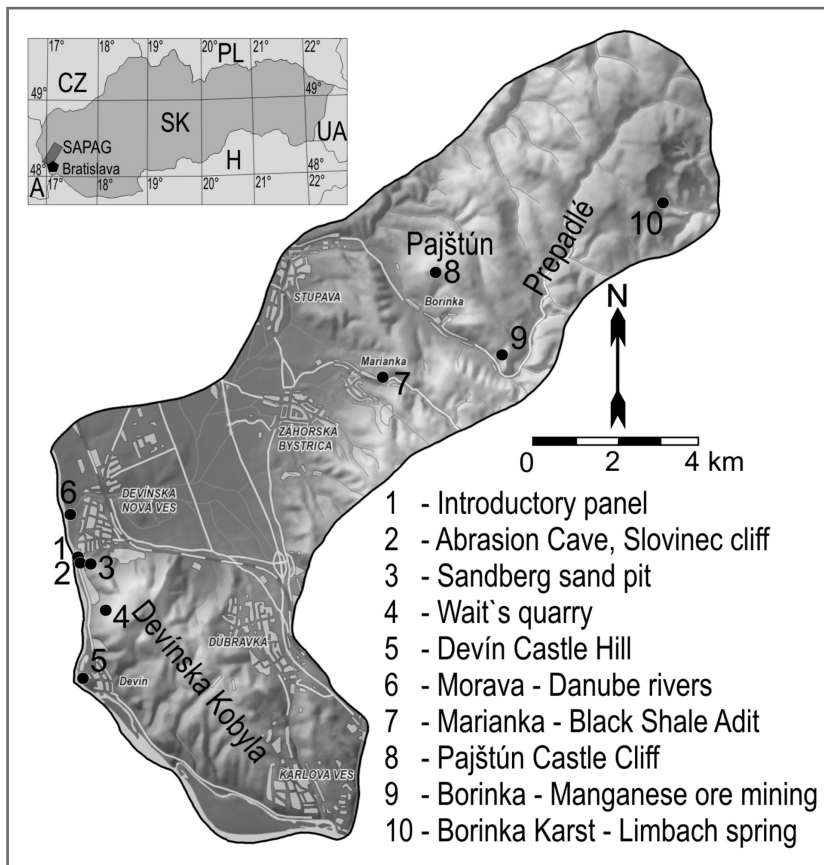 17° 18° 19° 20° PL 21° 22°
CZ
49° 49°
SK
UA
SAPAG
H
48° Bratislava 48°
A 17° 18° 19° 20° 21° 22°
10
Pajštún
Prepadlé
8
STUPAVA
Borinka
N
9
Marianka
7
ZÁHORSKÁ
BYSTRICA
0 2 4 km
6
DEVÍNSKA
NOVÁ VES
1
2 3
4
Devínska Kobyla
DÚBRAVKA
5
Devín
KARLOVA VES
1 - Introductory panel
2 - Abrasion Cave, Slovinec cliff
3 - Sandberg sand pit
4 - Wait`s quarry
5 - Devín Castle Hill
6 - Morava - Danube rivers
7 - Marianka - Black Shale Adit
8 - Pajštún Castle Cliff
9 - Borinka - Manganese ore mining
10 - Borinka Karst - Limbach spring